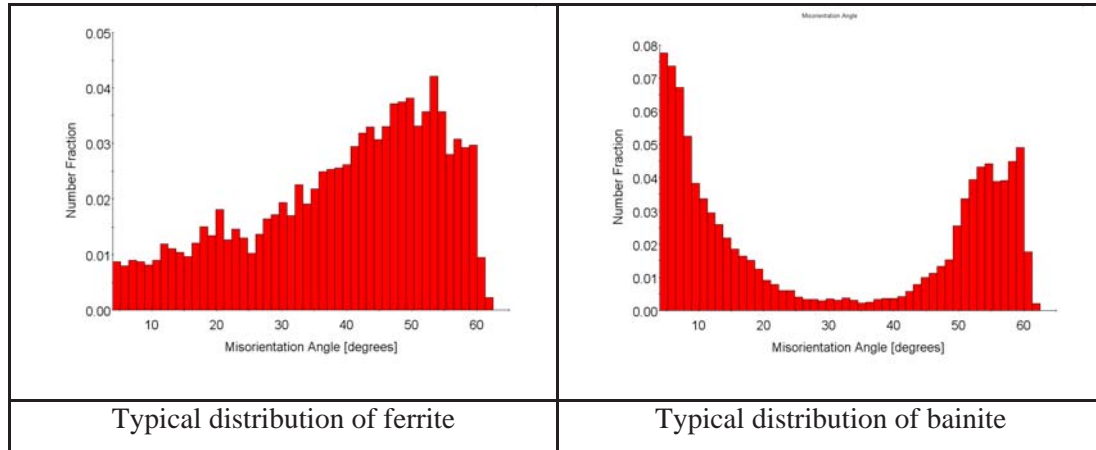 0.05
0.04
0.03
0.02
0.01
0.00
Number Fraction
10 20 30 40 50 60
Misorientation Angle [degrees]
Misorientation Angle
0.08
0.07
0.06
0.05
0.04
0.03
0.02
0.01
0.00
Number Fraction
10 20 30 40 50 60
Misorientation Angle [degrees]
Typical distribution of ferrite
Typical distribution of bainite